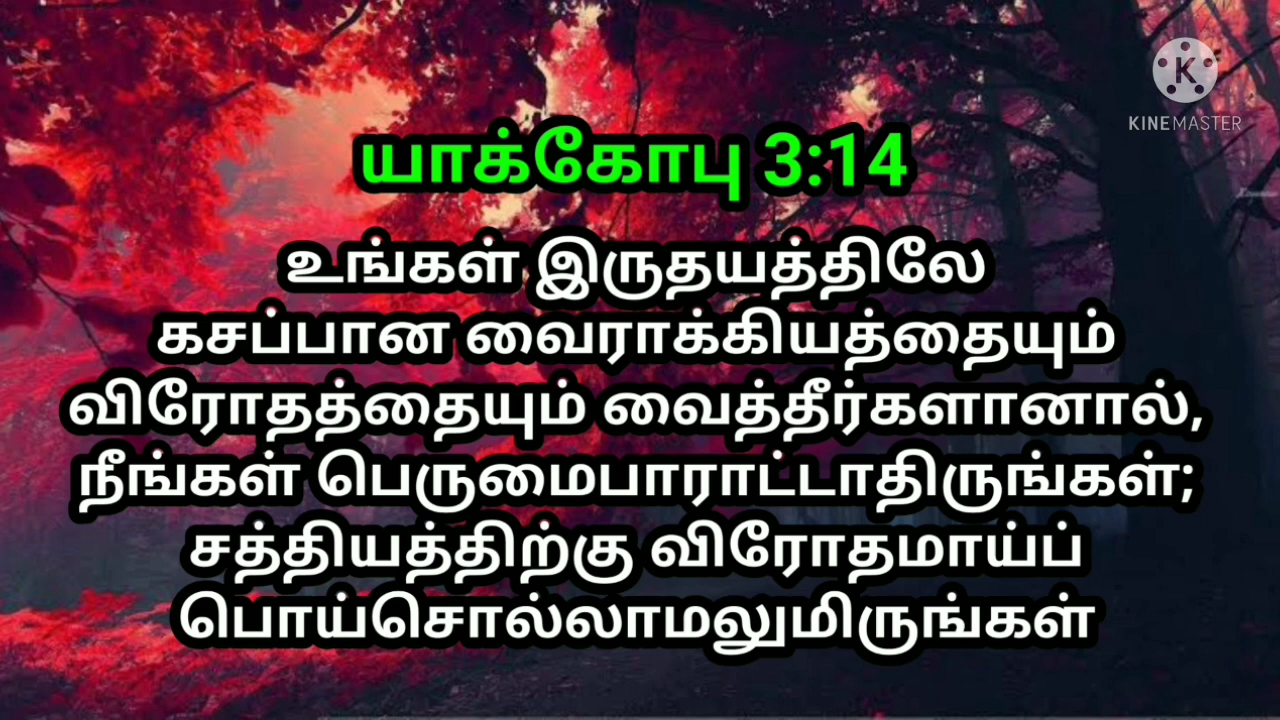 K
KINEMASTER
யாக்கோபு 3:14
உங்கள் இருதயத்திலே
கசப்பான வைராக்கியத்தையும்
விரோதத்தையும் வைத்தீர்களானால்,
நீங்கள் பெருமைபாராட்டாதிருங்கள்;
சத்தியத்திற்கு விரோதமாய்ப்
பொய்சொல்லாமலுமிருங்கள்